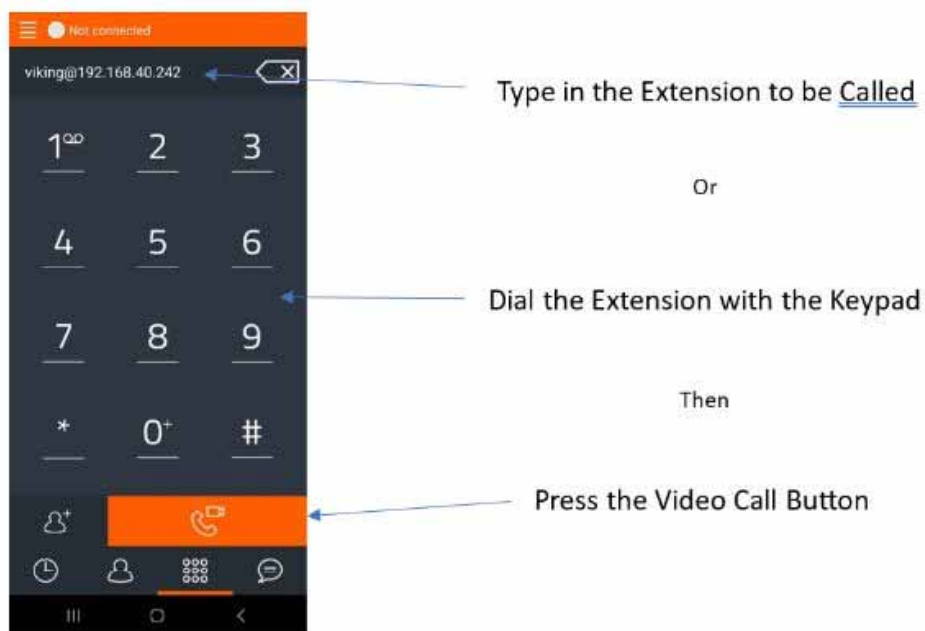 Not connected
viking@192.168.40.242
Type in the Extension to be Called
1 2 3
Or
4 5 6
Dial the Extension with the Keypad
7 8 9
Then
* 0+ #
Press the Video Call Button